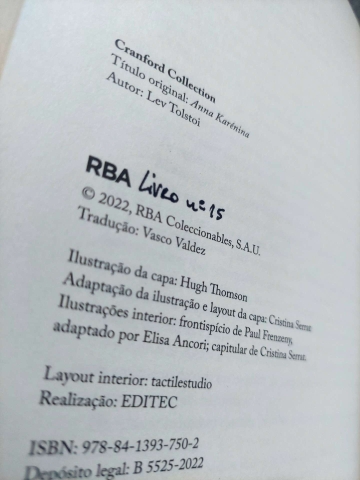 Cranford Collection
Título original: Anna Karénina
Autor: Lev Tolstoi
RBA Livro nº 15
© 2022, RBA Coleccionables, S.A.U.
Tradução: Vasco Valdez
Ilustração da capa: Hugh Thomson
Adaptação da ilustração e layout da capa: Cristina Serrat
Ilustrações interior: frontispício de Paul Frenzeny,
adaptado por Elisa Ancori; capitular de Cristina Serrat.
Layout interior: tactilestudio
Realização: EDITEC
ISBN: 978-84-1393-750-2
Depósito legal: B 5525-2022